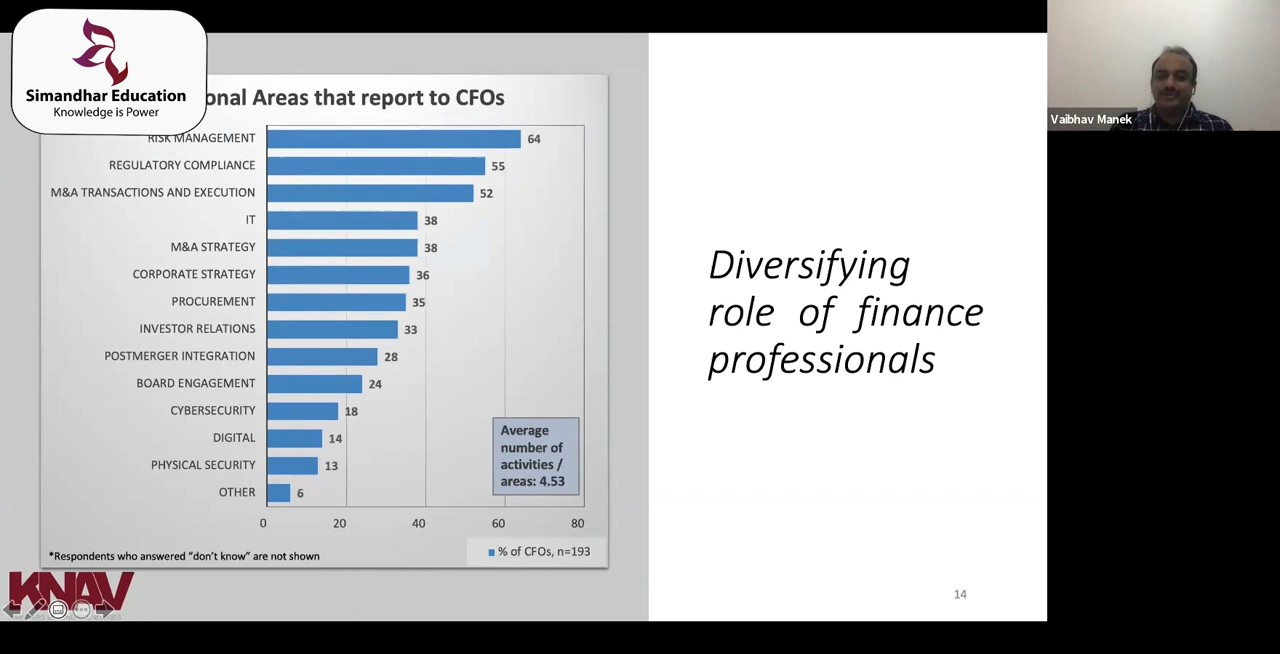 Simandhar Education
Knowledge is Power
onal Areas that report to CFOs
RISK MANAGEMENT 64
REGULATORY COMPLIANCE 55
M&A TRANSACTIONS AND EXECUTION 52
IT 38
M&A STRATEGY 38
CORPORATE STRATEGY 36
PROCUREMENT 35
INVESTOR RELATIONS 33
POSTMERGER INTEGRATION 28
BOARD ENGAGEMENT 24
CYBERSECURITY 18
DIGITAL 14
PHYSICAL SECURITY 13
OTHER 6
0 20 40 60 80
Average
number of
activities /
areas: 4.53
% of CFOs, n=193
*Respondents who answered “don’t know” are not shown
KNAV
Diversifying
role of finance
professionals
14
Vaibhav Manek